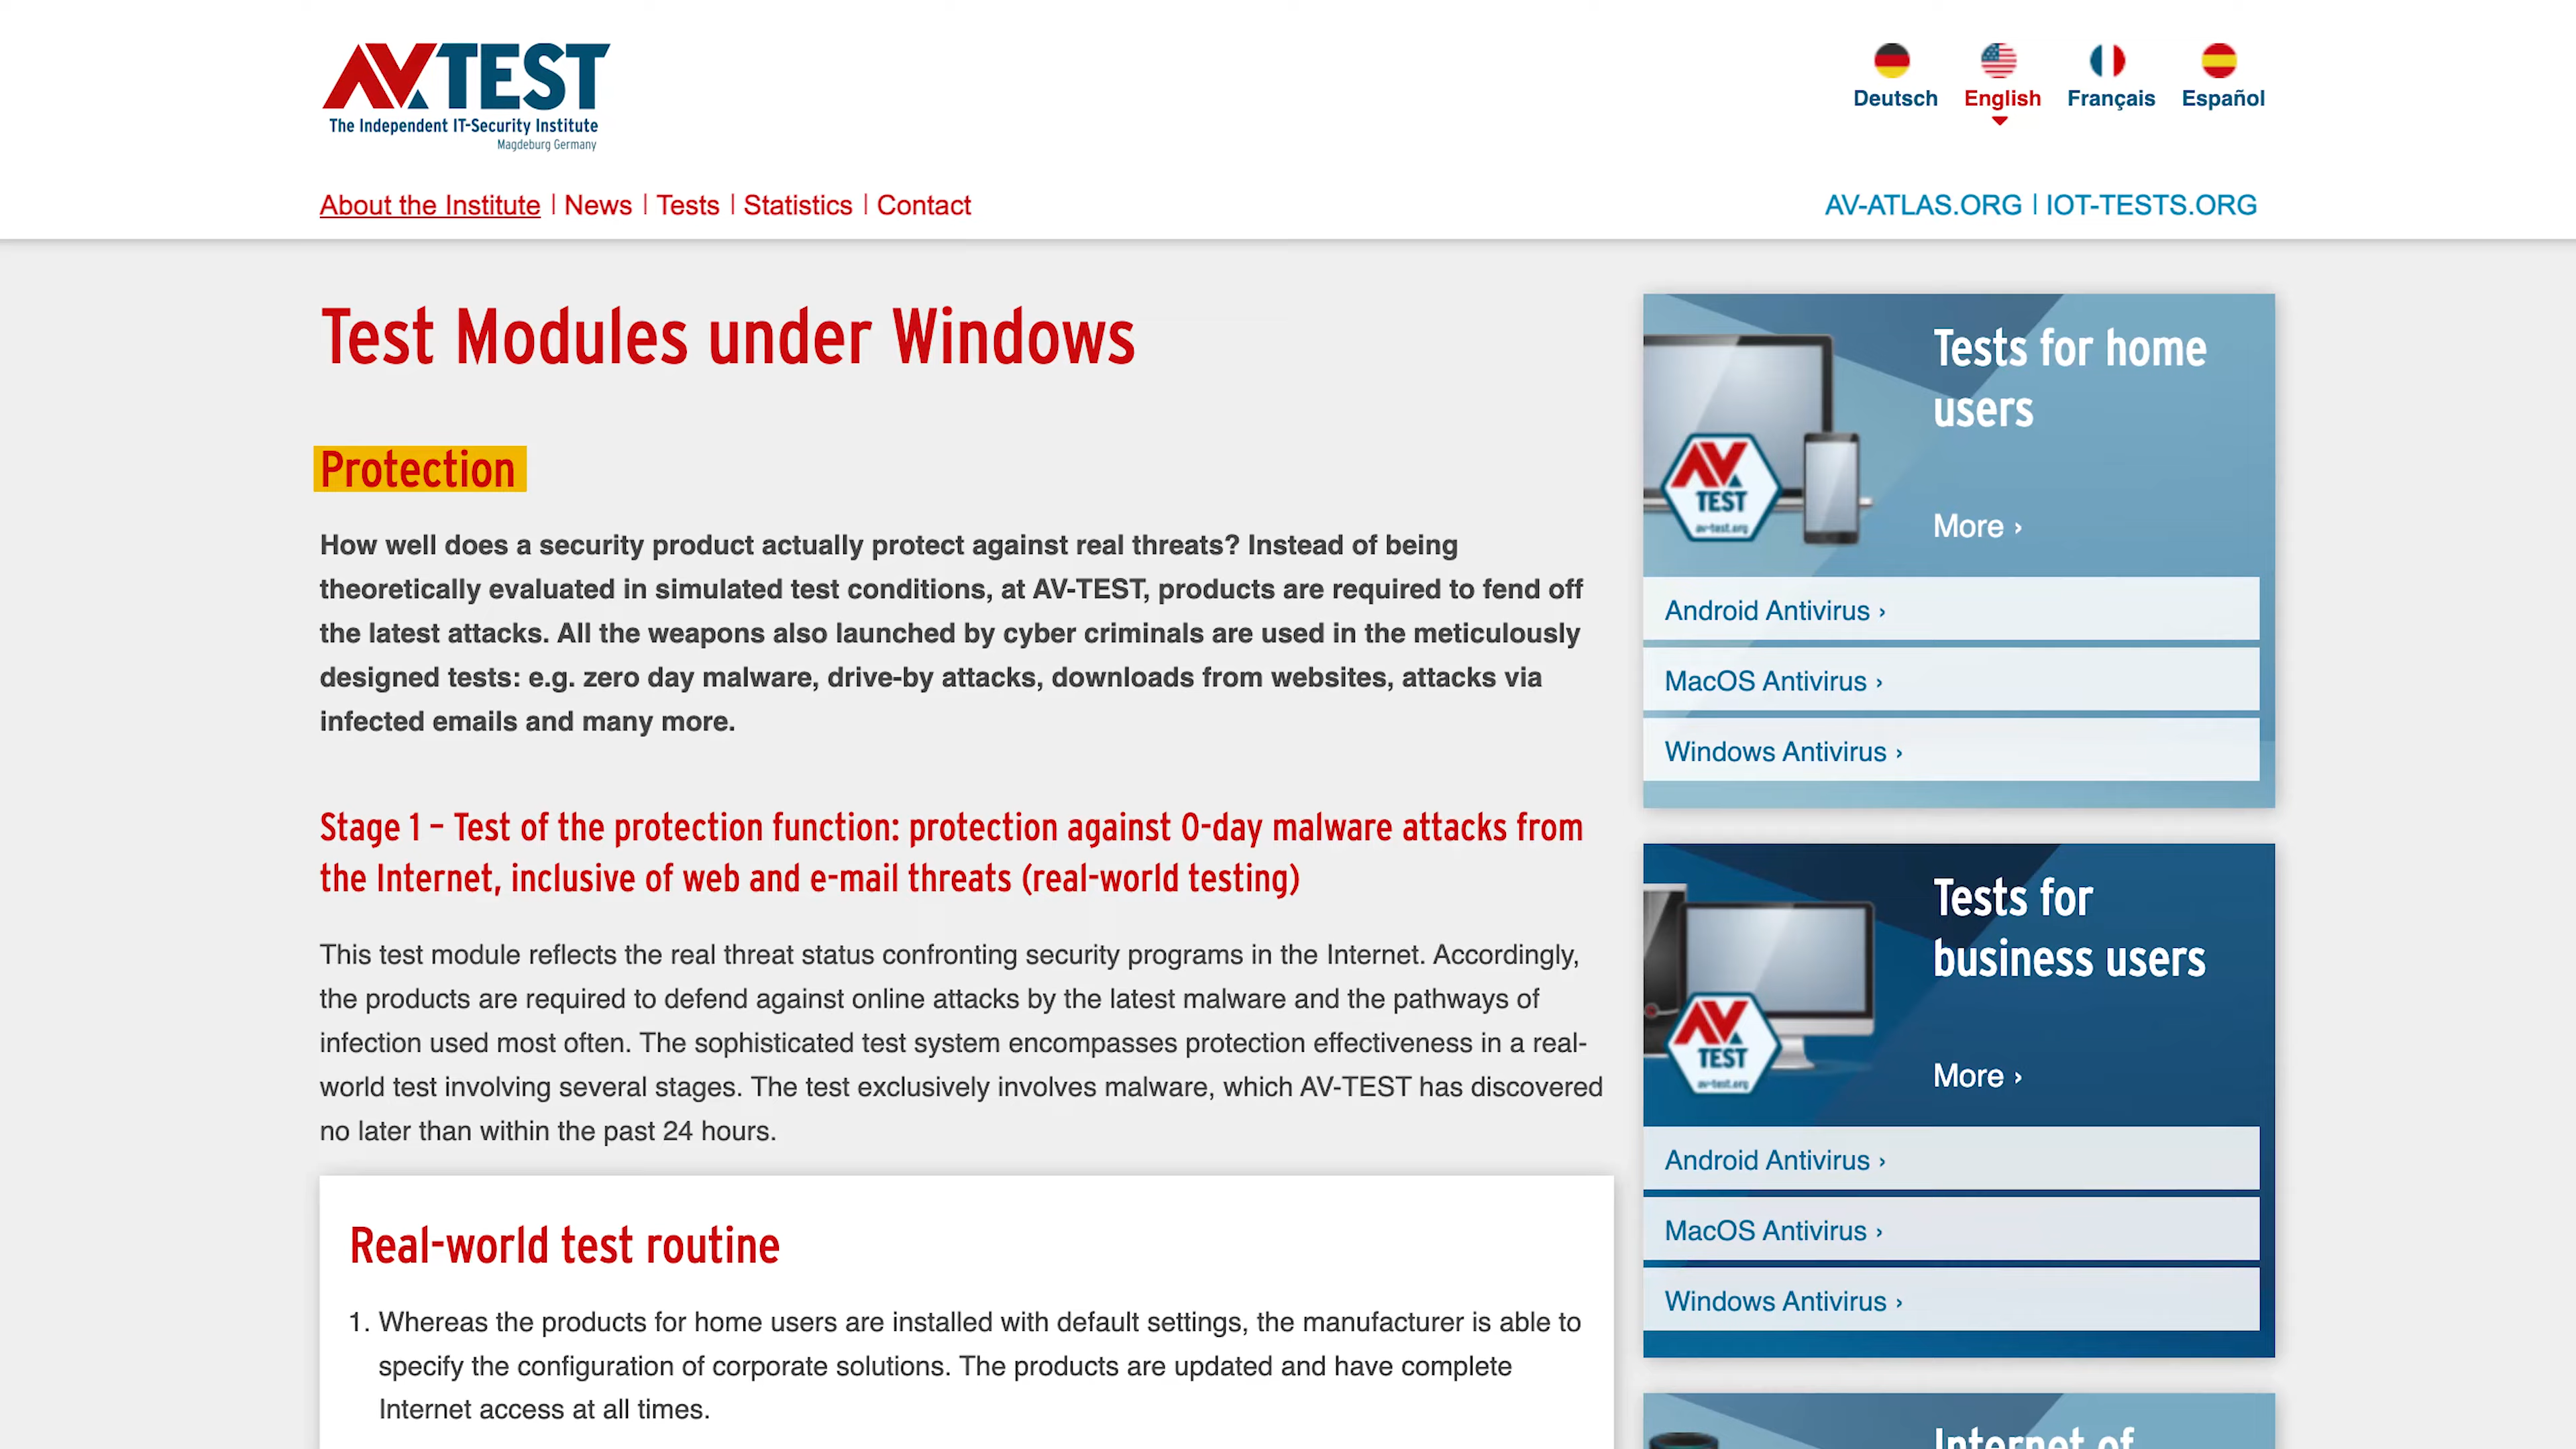 AV TEST
The Independent IT-Security Institute
Magdeburg Germany
Deutsch English Français Español
About the Institute | News | Tests | Statistics | Contact
AV-ATLAS.ORG | IOT-TESTS.ORG
Test Modules under Windows
Protection
How well does a security product actually protect against real threats? Instead of being
theoretically evaluated in simulated test conditions, at AV-TEST, products are required to fend off
the latest attacks. All the weapons also launched by cyber criminals are used in the meticulously
designed tests: e.g. zero day malware, drive-by attacks, downloads from websites, attacks via
infected emails and many more.
Stage 1 – Test of the protection function: protection against 0-day malware attacks from
the Internet, inclusive of web and e-mail threats (real-world testing)
This test module reflects the real threat status confronting security programs in the Internet. Accordingly,
the products are required to defend against online attacks by the latest malware and the pathways of
infection used most often. The sophisticated test system encompasses protection effectiveness in a real-
world test involving several stages. The test exclusively involves malware, which AV-TEST has discovered
no later than within the past 24 hours.
Real-world test routine
1. Whereas the products for home users are installed with default settings, the manufacturer is able to
specify the configuration of corporate solutions. The products are updated and have complete
Internet access at all times.
Tests for home
users
AV
TEST
av-test.org
More ›
Android Antivirus ›
MacOS Antivirus ›
Windows Antivirus ›
Tests for
business users
AV
TEST
av-test.org
More ›
Android Antivirus ›
MacOS Antivirus ›
Windows Antivirus ›
Internet of